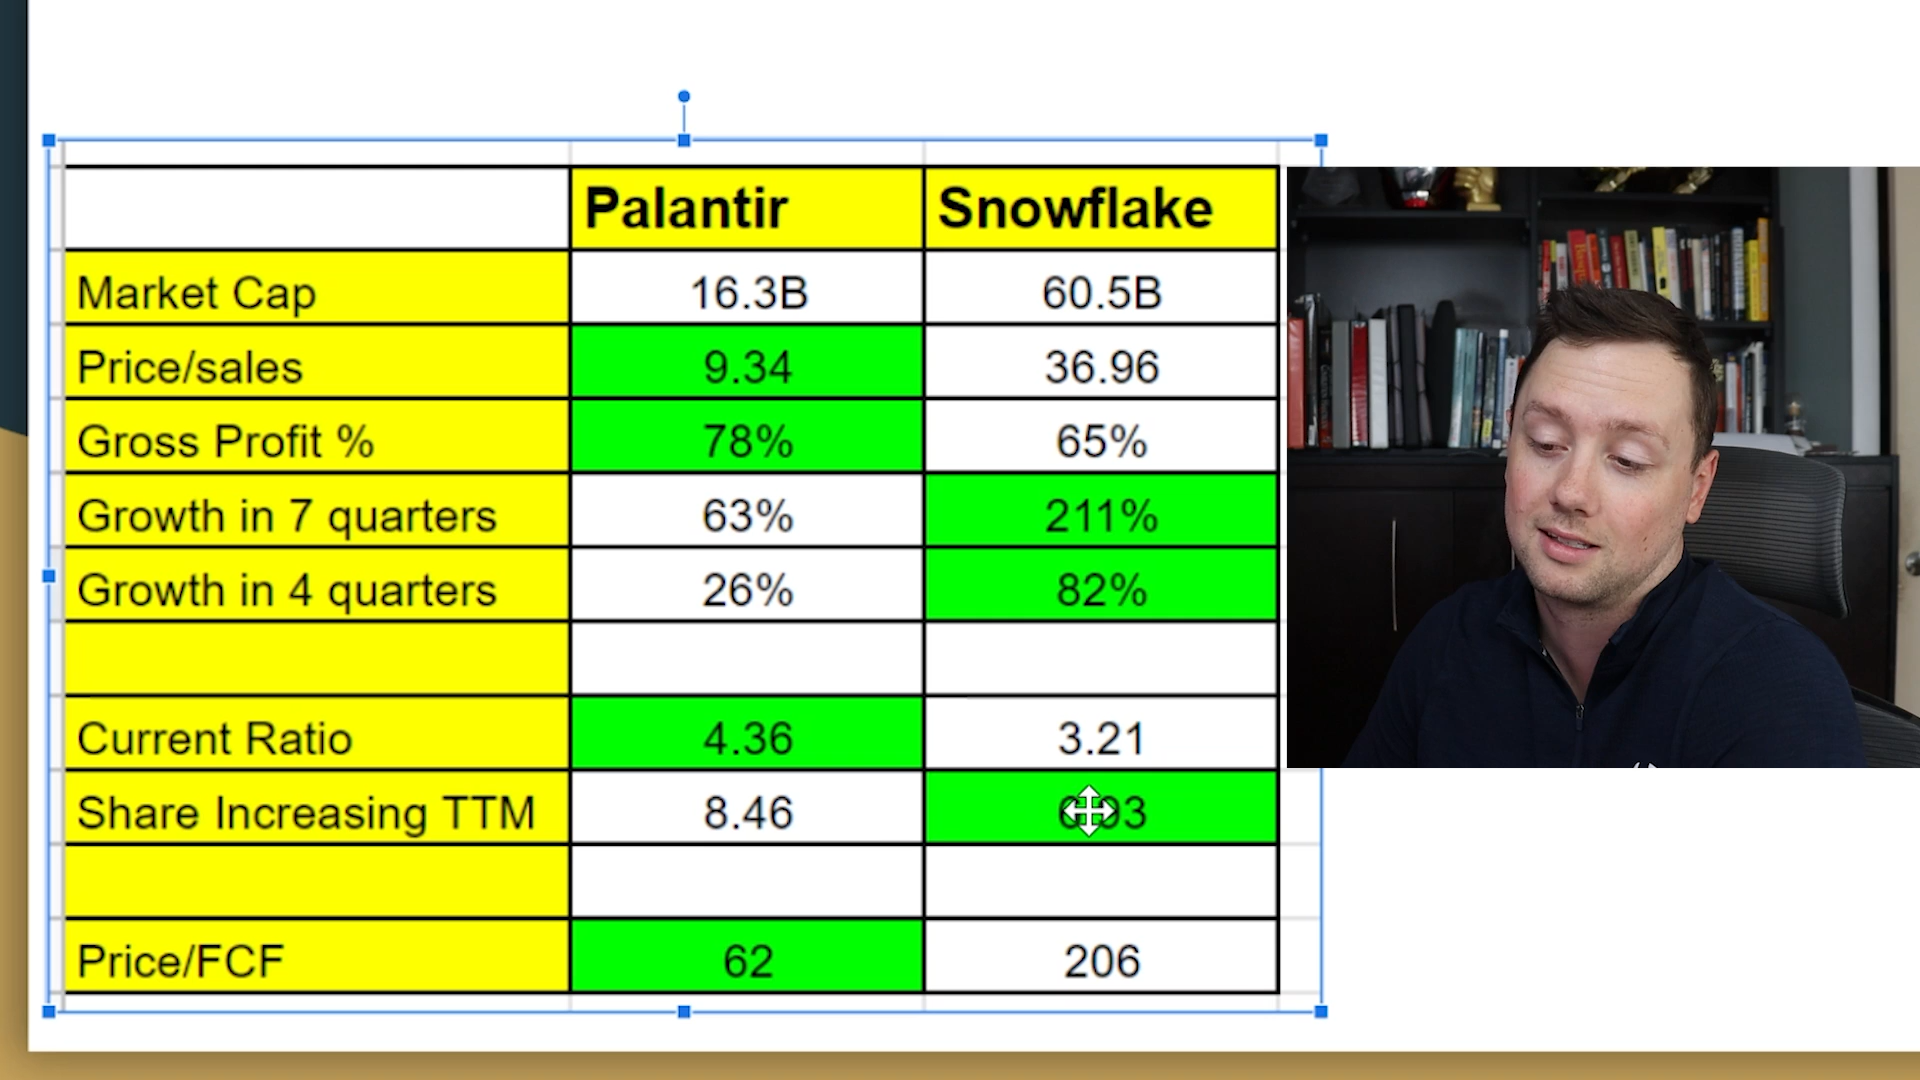 Palantir Snowflake
Market Cap 16.3B 60.5B
Price/sales 9.34 36.96
Gross Profit % 78% 65%
Growth in 7 quarters 63% 211%
Growth in 4 quarters 26% 82%
Current Ratio 4.36 3.21
Share Increasing TTM 8.46
Price/FCF 62 206